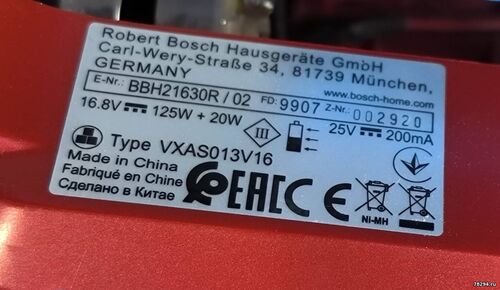 Robert Bosch Hausgeräte GmbH
Carl-Wery-Straße 34, 81739 München,
GERMANY
www.bosch-home.com
E-Nr.: BBH21630R / 02 FD: 9907 Z-Nr.: 002920
16.8V 125W + 20W III 25V 200mA
Type VXAS013V16
Made in China
Fabriqué en Chine
Сделано в Китае
EAC CE
NI-MH
78294.ru